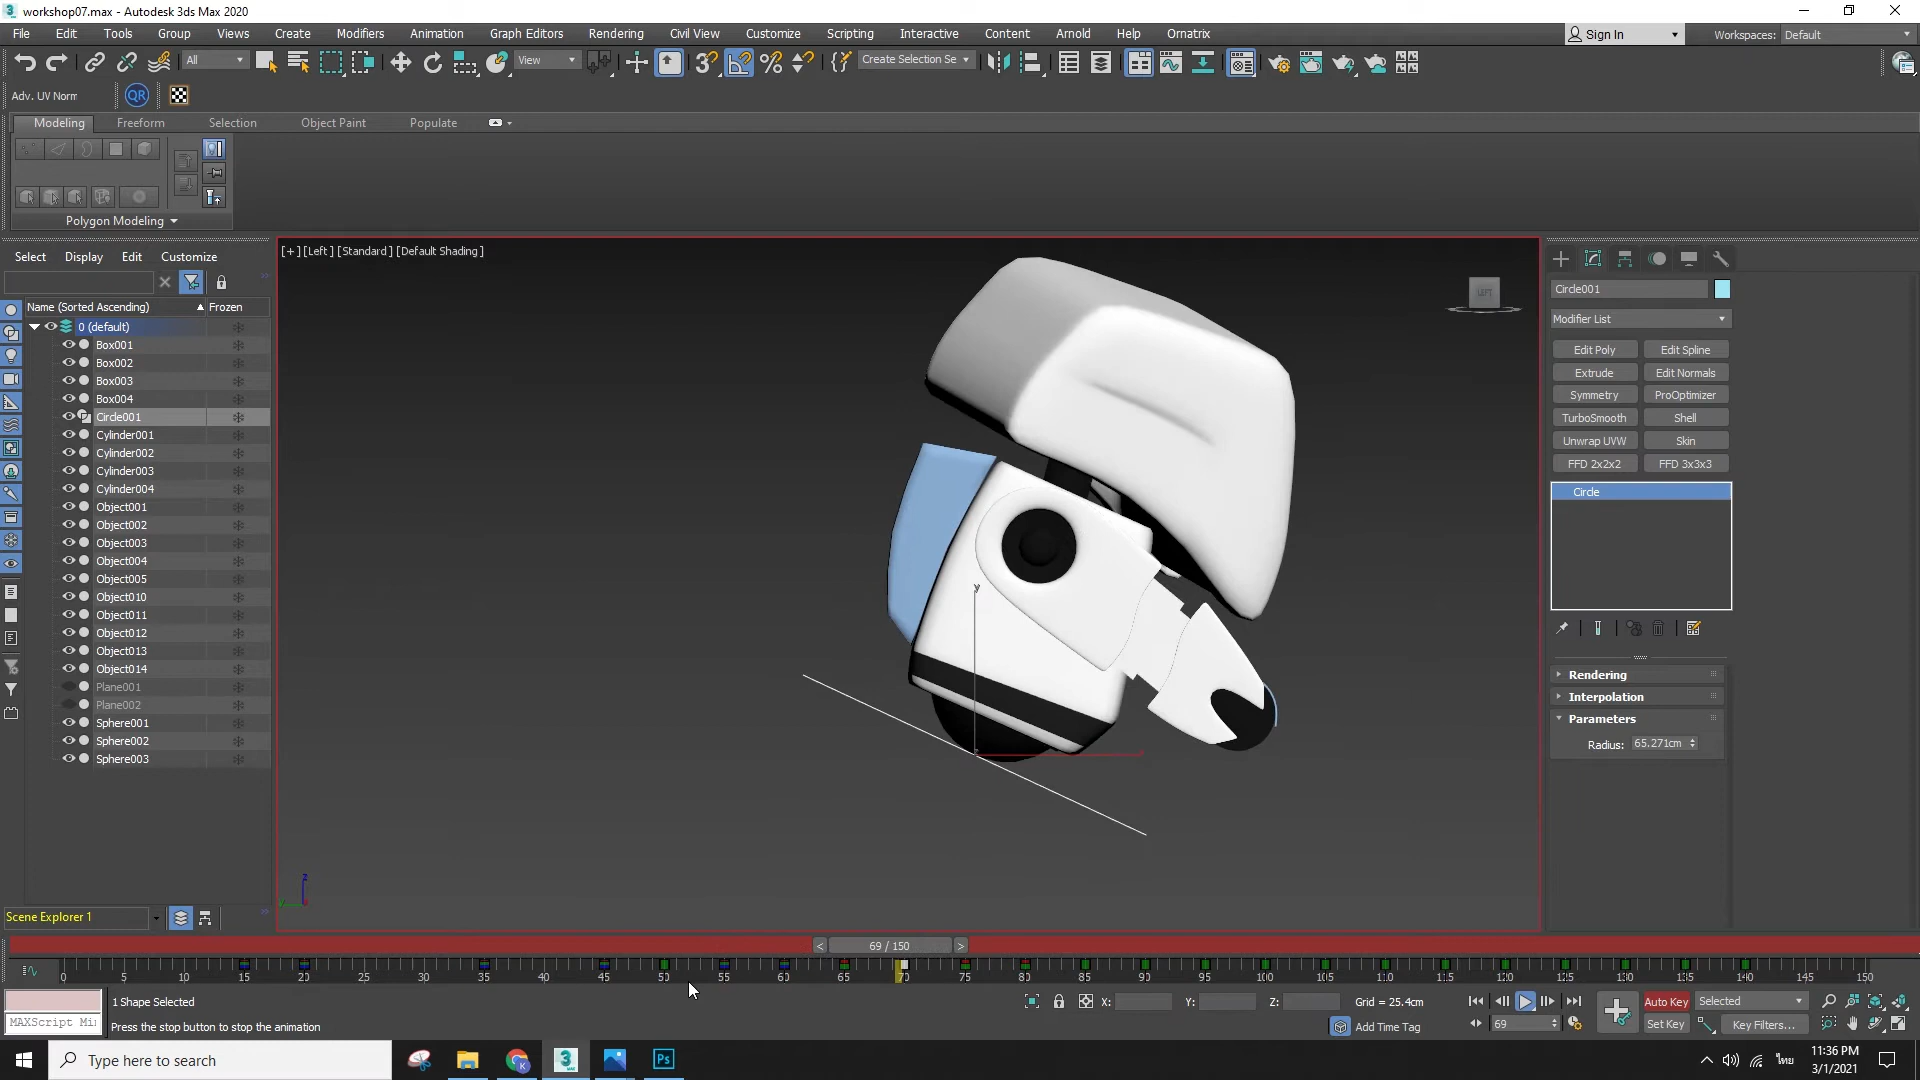 workshop07.max - Autodesk 3ds Max 2020
File Edit Tools Group Views Create Modifiers Animation Graph Editors Rendering Civil View Customize Scripting Interactive Content Arnold Help Ornatrix
Sign In Workspaces: Default
All View Create Selection Se
Adv. UV Norm QR
Modeling Freeform Selection Object Paint Populate
Polygon Modeling
Select Display Edit Customize
[+] [Left] [Standard] [Default Shading]
LEFT
Name (Sorted Ascending) Frozen
0 (default)
Box001
Box002
Box003
Box004
Circle001
Cylinder001
Cylinder002
Cylinder003
Cylinder004
Object001
Object002
Object003
Object004
Object005
Object010
Object011
Object012
Object013
Object014
Plane001
Plane002
Sphere001
Sphere002
Sphere003
Circle001
Modifier List
Edit Poly Edit Spline
Extrude Edit Normals
Symmetry ProOptimizer
TurboSmooth Shell
Unwrap UVW Skin
FFD 2x2x2 FFD 3x3x3
Circle
Rendering
Interpolation
Parameters
Radius: 65.271cm
y
z
Scene Explorer 1
< 69 / 150 >
0 5 10 15 20 25 30 35 40 45 50 55 60 65 70 75 80 85 90 95 100 105 110 115 120 125 130 135 140 145 150
1 Shape Selected X: Y: Z: Grid = 25.4cm Auto Key Selected
MAXScript Mi
Press the stop button to stop the animation Add Time Tag 69 Set Key Key Filters...
Type here to search
Ps
ไทย
11:36 PM
3/1/2021